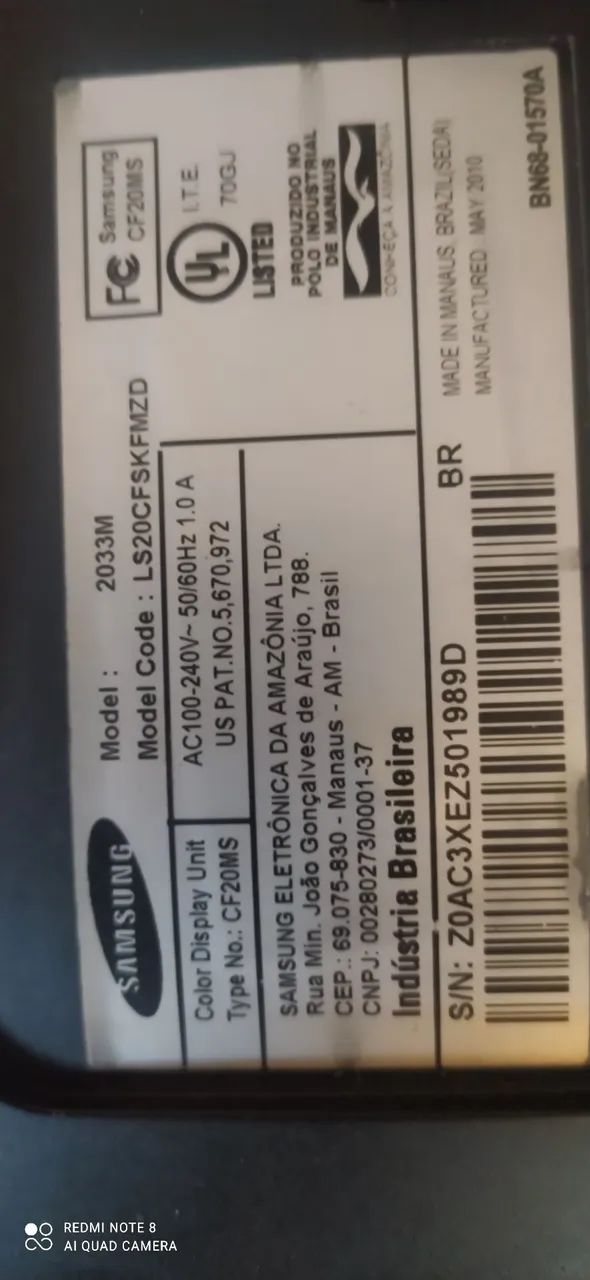 SAMSUNG
Model : 2033M
Model Code : LS20CFSKFMZD
FC Samsung
CF20MS
Color Display Unit
Type No.: CF20MS
AC100-240V~ 50/60Hz 1.0 A
US PAT.NO.5,670,972
UL I.T.E.
70GJ
LISTED
SAMSUNG ELETRÔNICA DA AMAZÔNIA LTDA.
Rua Min. João Gonçalves de Araújo, 788.
CEP.: 69.075-830 - Manaus - AM - Brasil
CNPJ: 00280273/0001-37
Indústria Brasileira
PRODUZIDO NO
POLO INDUSTRIAL
DE MANAUS
CONHEÇA A AMAZÔNIA
S/N: Z0AC3XEZ501989D
BR
MADE IN MANAUS, BRAZIL(SEDA)
MANUFACTURED : MAY 2010
BN68-01570A
REDMI NOTE 8
AI QUAD CAMERA